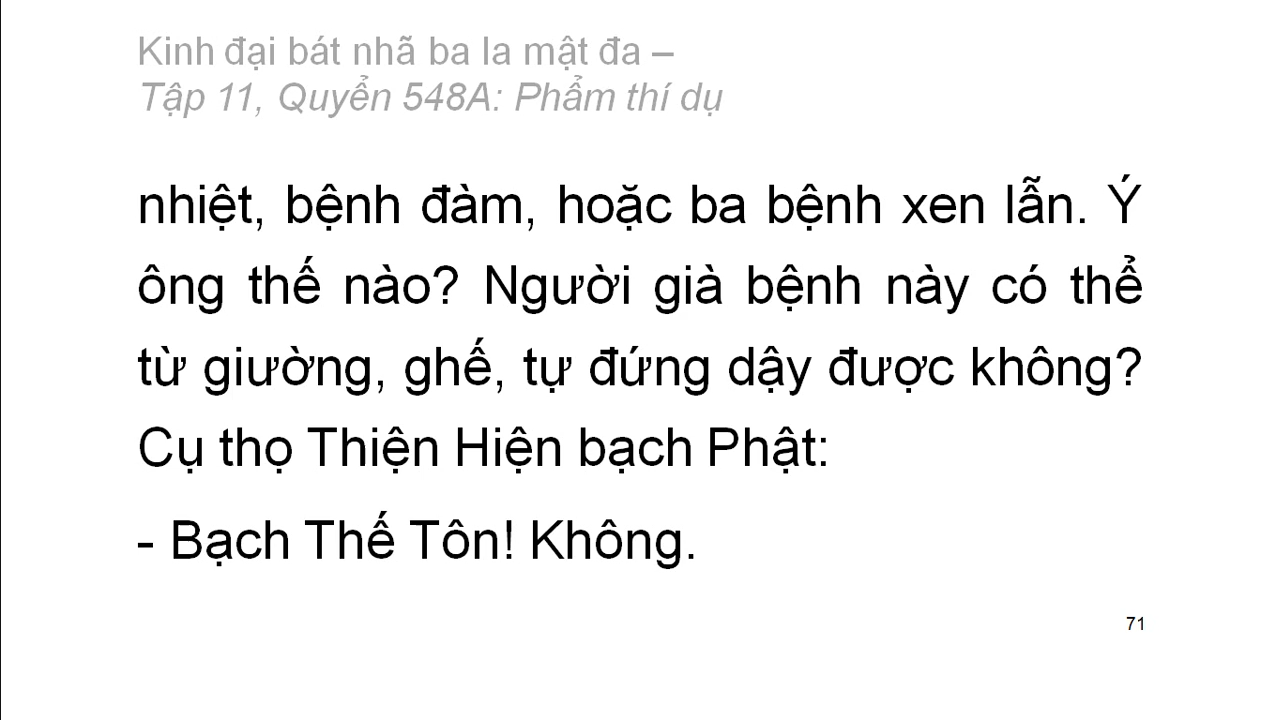 Kinh đại bát nhã ba la mật đa –
Tập 11, Quyển 548A: Phẩm thí dụ
nhiệt, bệnh đàm, hoặc ba bệnh xen lẫn. Ý
ông thế nào? Người già bệnh này có thể
từ giường, ghế, tự đứng dậy được không?
Cụ thọ Thiện Hiện bạch Phật:
- Bạch Thế Tôn! Không.
71